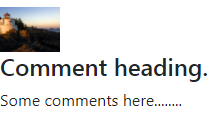 Comment heading.
Some comments here........